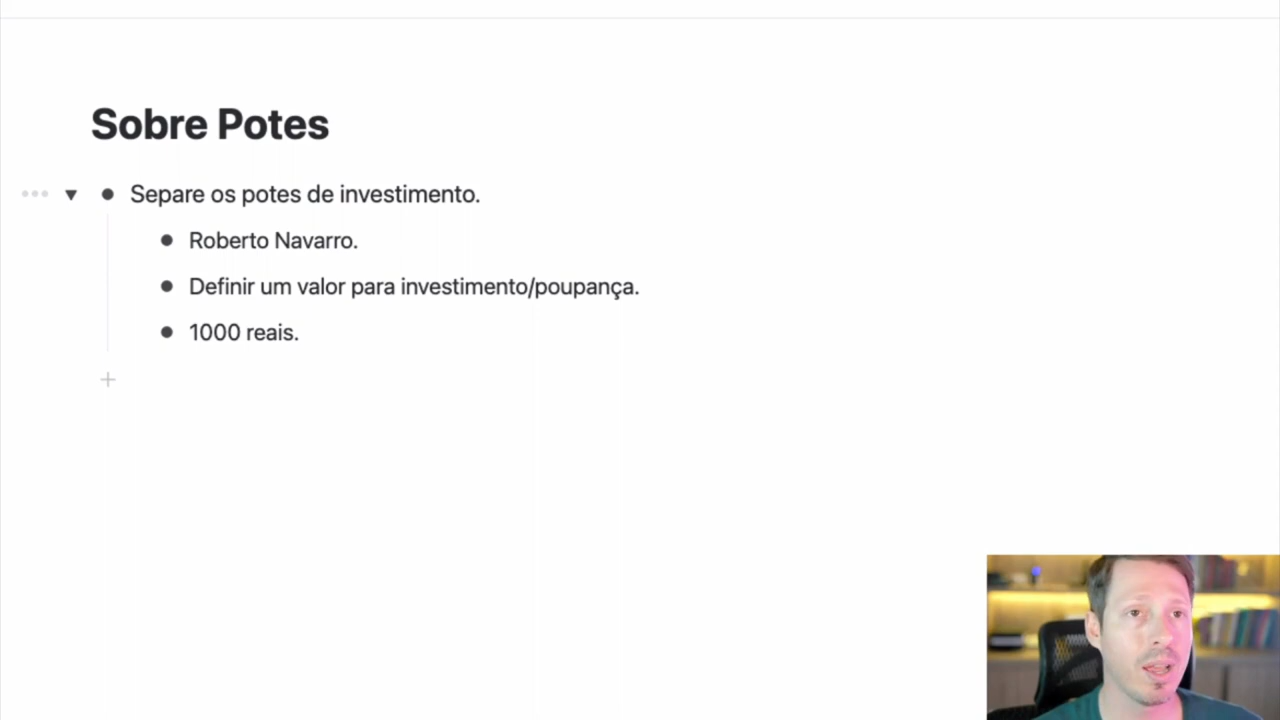 Sobre Potes
Separe os potes de investimento.
Roberto Navarro.
Definir um valor para investimento/poupança.
1000 reais.